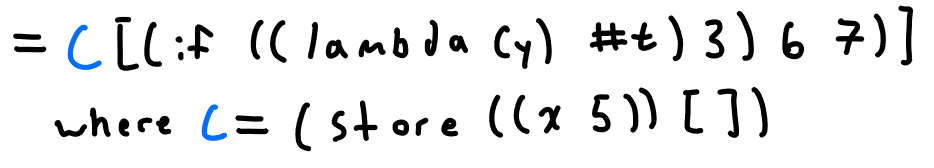 = C[(if ((lambda (y) #t) 3) 6 7)]
where C = (store ((x 5)) [])